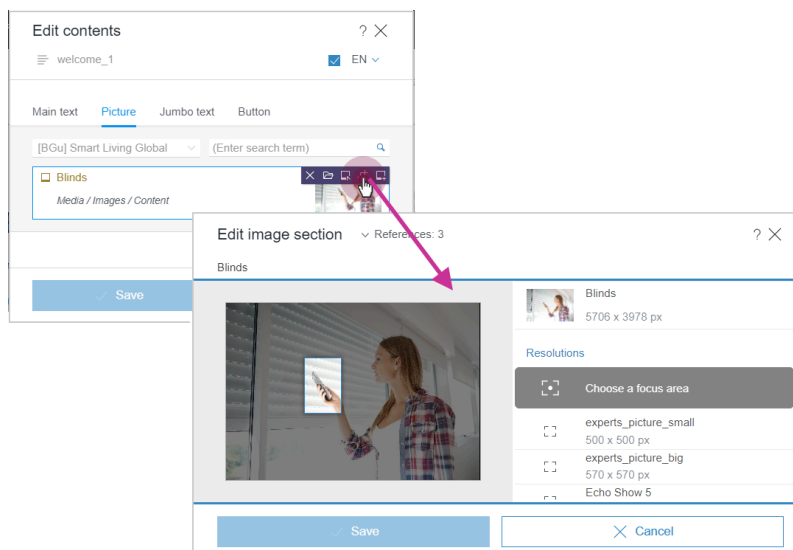 Edit contents
?
welcome_1
EN
Main text Picture Jumbo text Button
[BGu] Smart Living Global (Enter search term)
Blinds
Media / Images / Content
Save
Edit image section References: 3 ?
Blinds
Blinds
5706 x 3978 px
Resolutions
Choose a focus area
experts_picture_small
500 x 500 px
experts_picture_big
570 x 570 px
Echo Show 5
Save Cancel